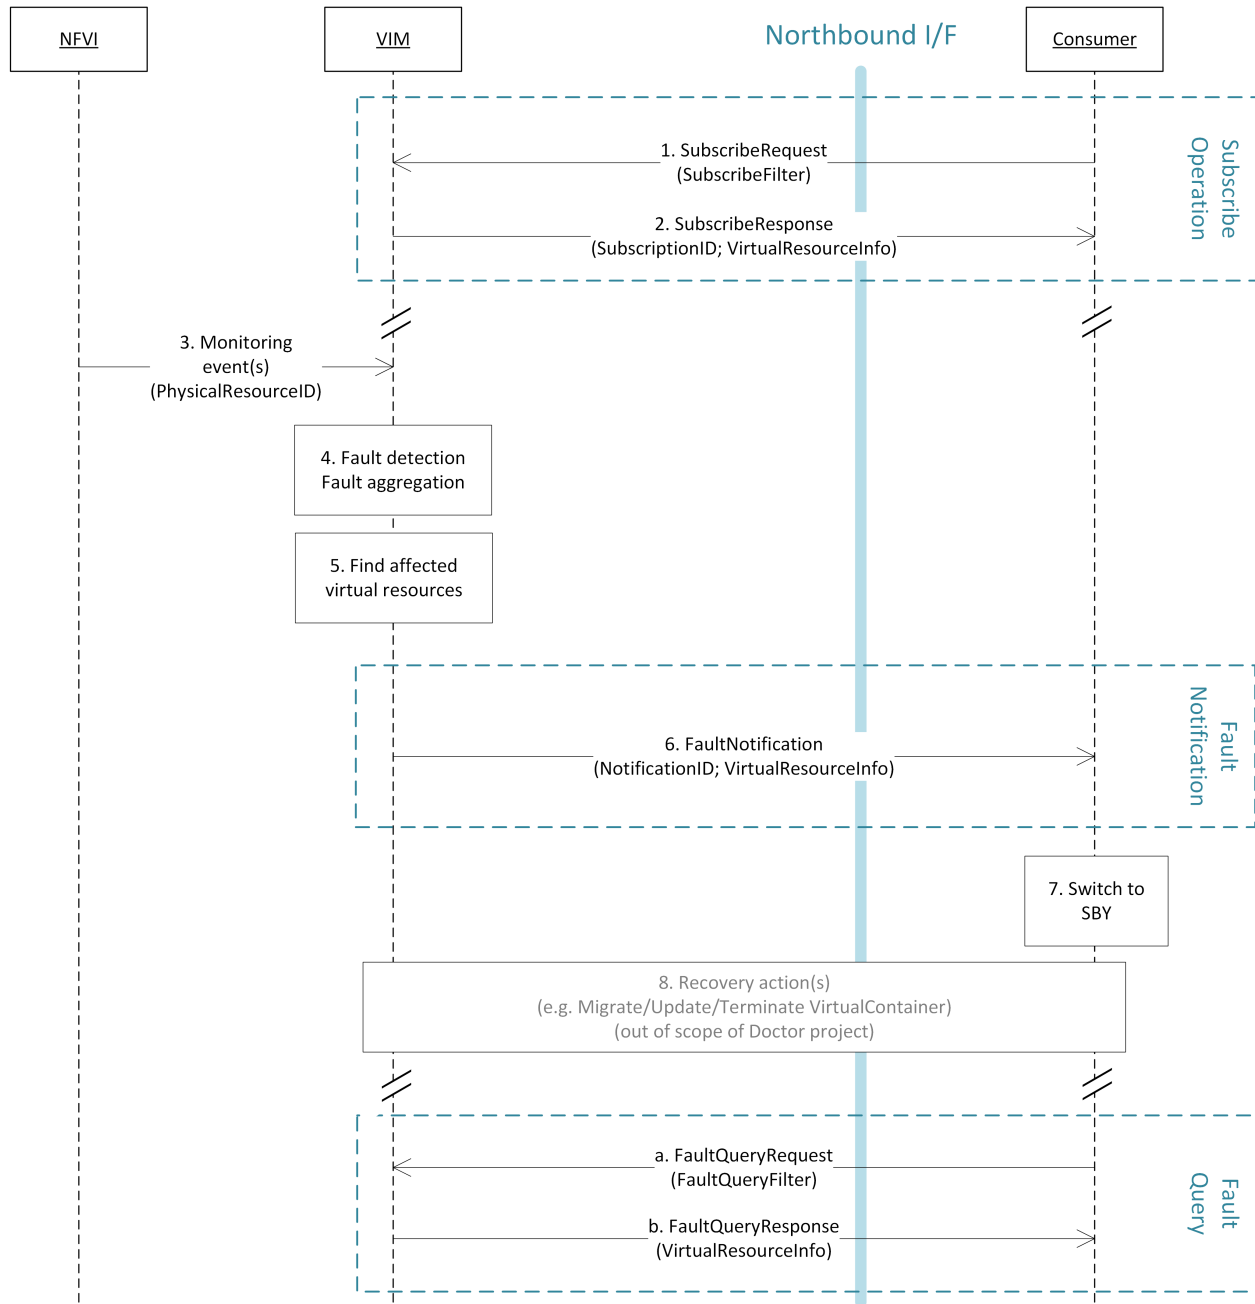 NFVI
VIM
Northbound I/F
Consumer
Subscribe
Operation
1. SubscribeRequest
(SubscribeFilter)
2. SubscribeResponse
(SubscriptionID; VirtualResourceInfo)
3. Monitoring
event(s)
(PhysicalResourceID)
4. Fault detection
Fault aggregation
5. Find affected
virtual resources
Fault
Notification
6. FaultNotification
(NotificationID; VirtualResourceInfo)
7. Switch to
SBY
8. Recovery action(s)
(e.g. Migrate/Update/Terminate VirtualContainer)
(out of scope of Doctor project)
Fault
Query
a. FaultQueryRequest
(FaultQueryFilter)
b. FaultQueryResponse
(VirtualResourceInfo)